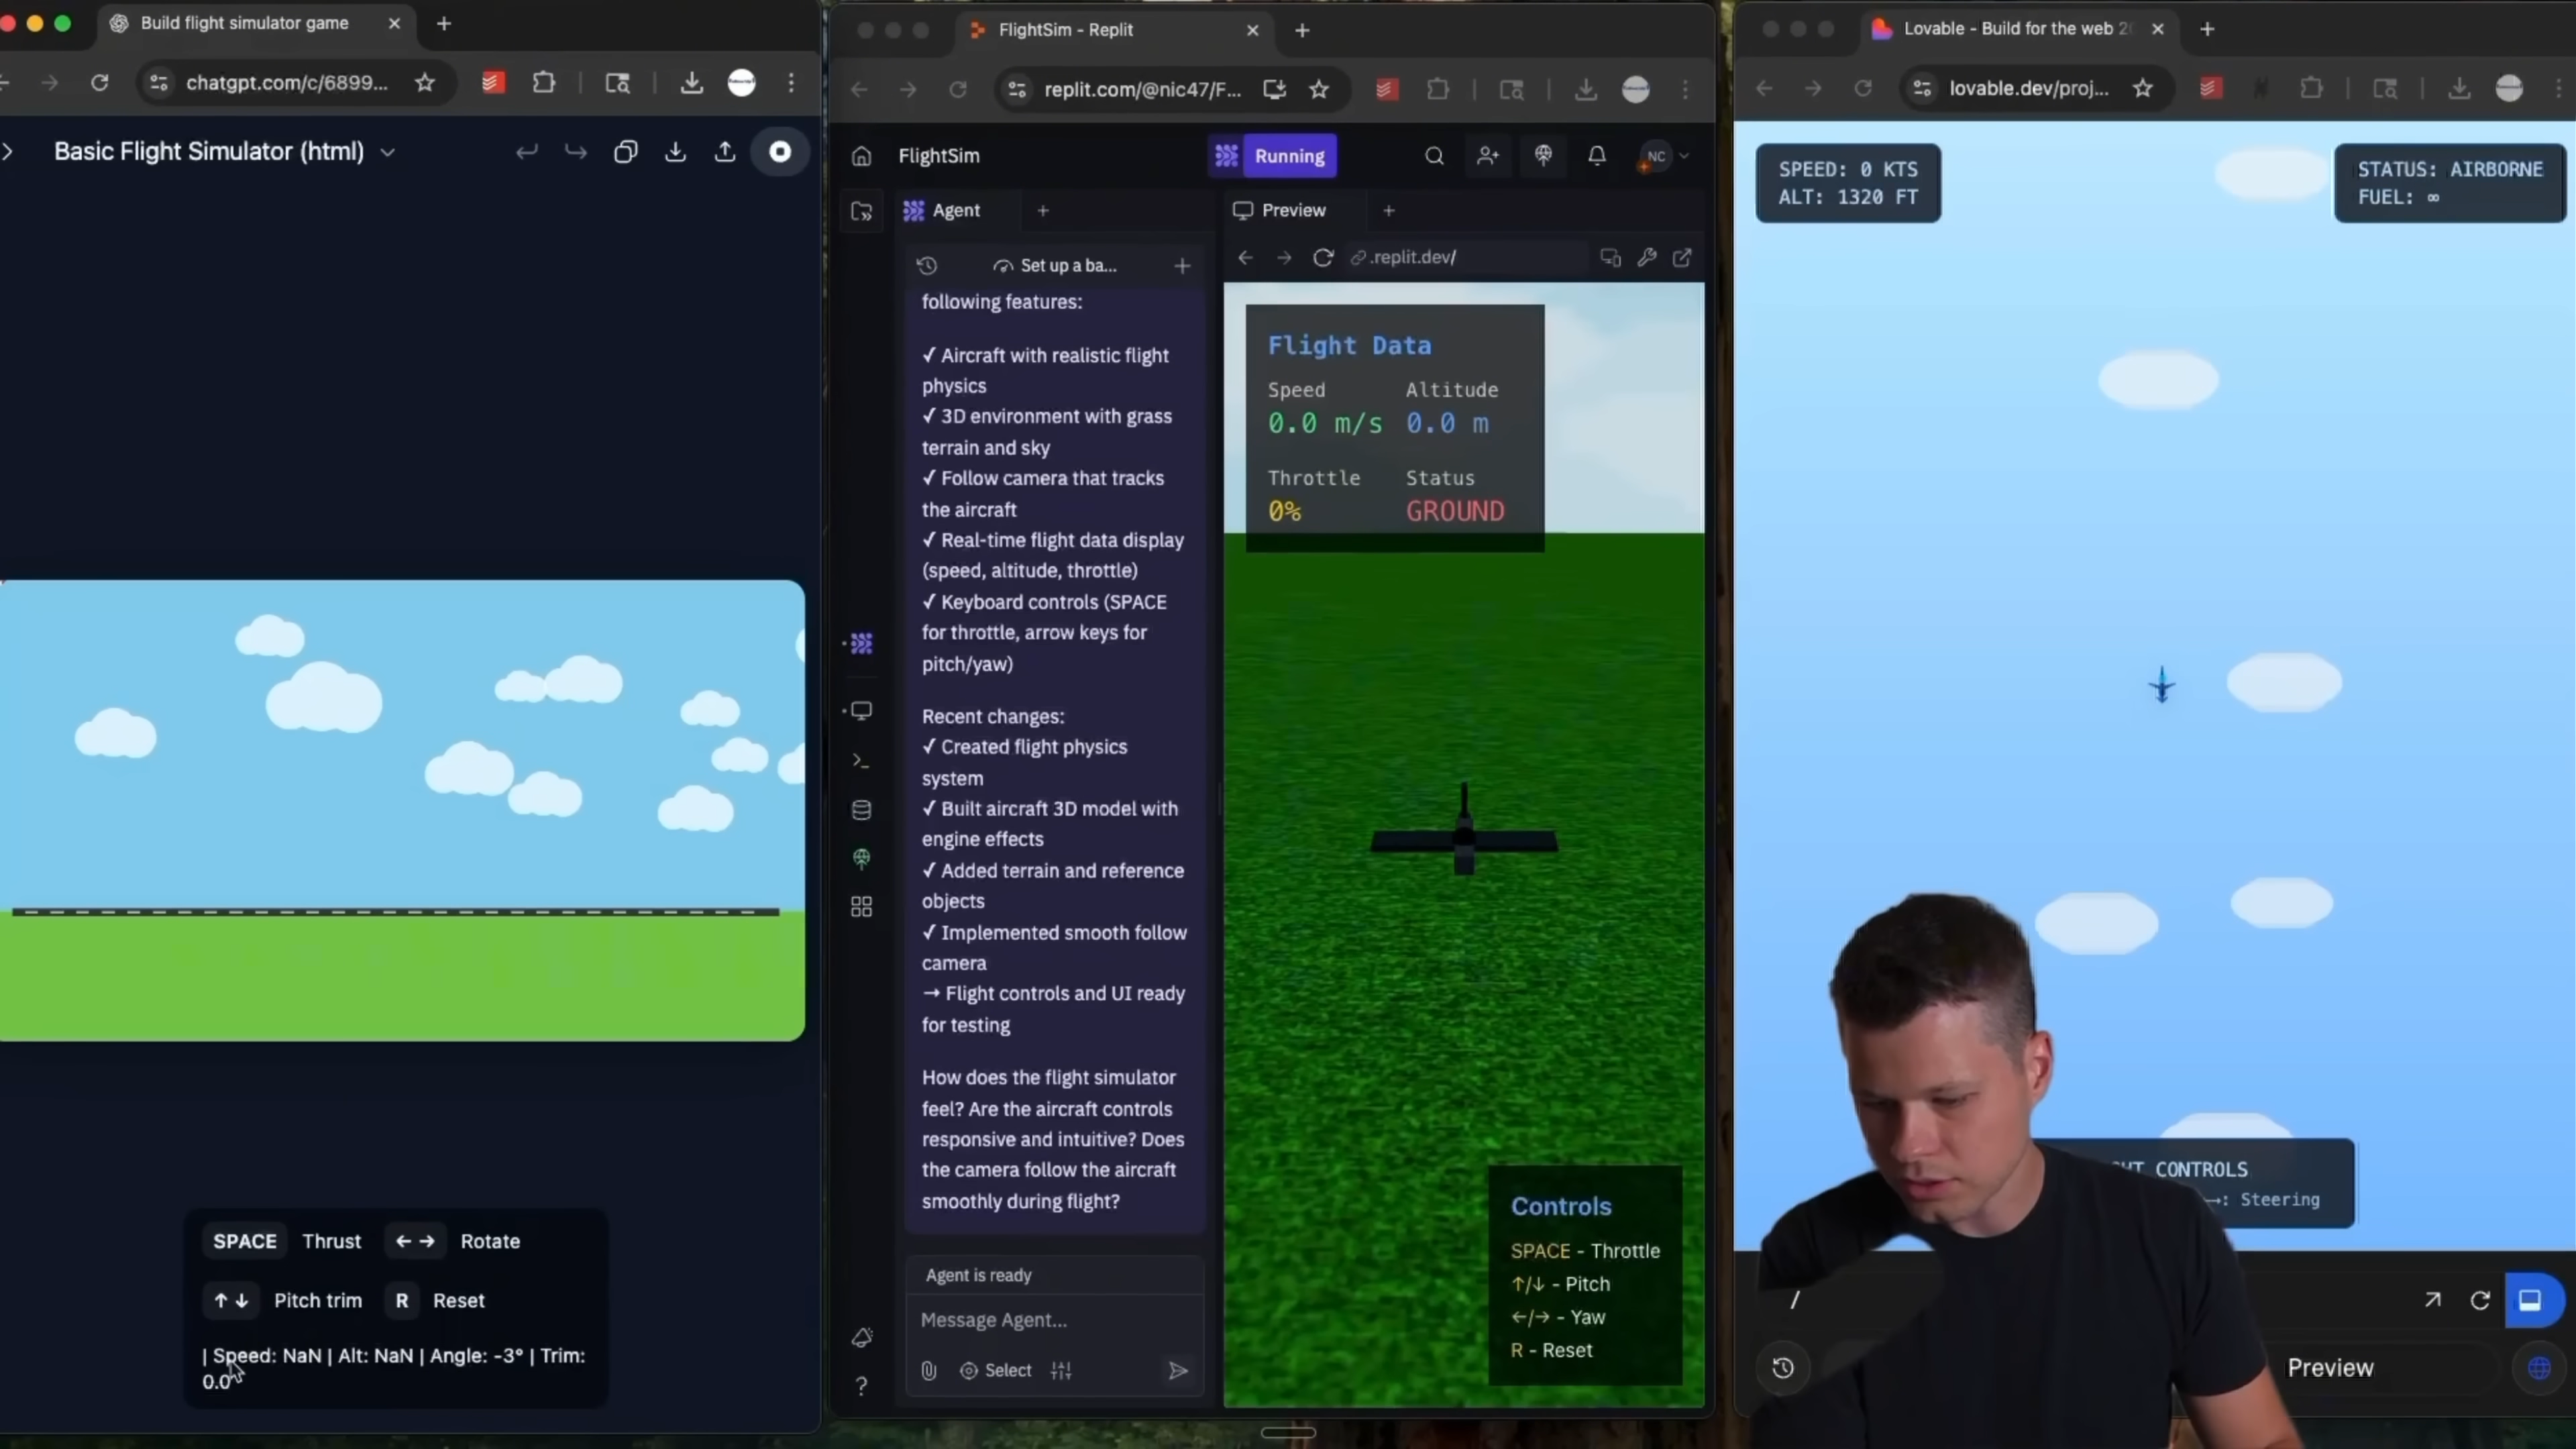 Build flight simulator game
chatgpt.com/c/6899...
Basic Flight Simulator (html)
SPACE Thrust ← → Rotate
↑ ↓ Pitch trim R Reset
| Speed: NaN | Alt: NaN | Angle: -3° | Trim:
0.0
FlightSim - Replit
replit.com/@nic47/F...
FlightSim
Running
NC
Agent
Preview
Set up a ba...
.replit.dev/
following features:
✓ Aircraft with realistic flight
physics
✓ 3D environment with grass
terrain and sky
✓ Follow camera that tracks
the aircraft
✓ Real-time flight data display
(speed, altitude, throttle)
✓ Keyboard controls (SPACE
for throttle, arrow keys for
pitch/yaw)
Recent changes:
✓ Created flight physics
system
✓ Built aircraft 3D model with
engine effects
✓ Added terrain and reference
objects
✓ Implemented smooth follow
camera
→ Flight controls and UI ready
for testing
How does the flight simulator
feel? Are the aircraft controls
responsive and intuitive? Does
the camera follow the aircraft
smoothly during flight?
Agent is ready
Message Agent...
Select
Flight Data
Speed Altitude
0.0 m/s 0.0 m
Throttle Status
0% GROUND
Controls
SPACE - Throttle
↑/↓ - Pitch
←/→ - Yaw
R - Reset
Lovable - Build for the web
lovable.dev/proj...
SPEED: 0 KTS
ALT: 1320 FT
STATUS: AIRBORNE
FUEL: ∞
CONTROLS
→: Steering
/
Preview